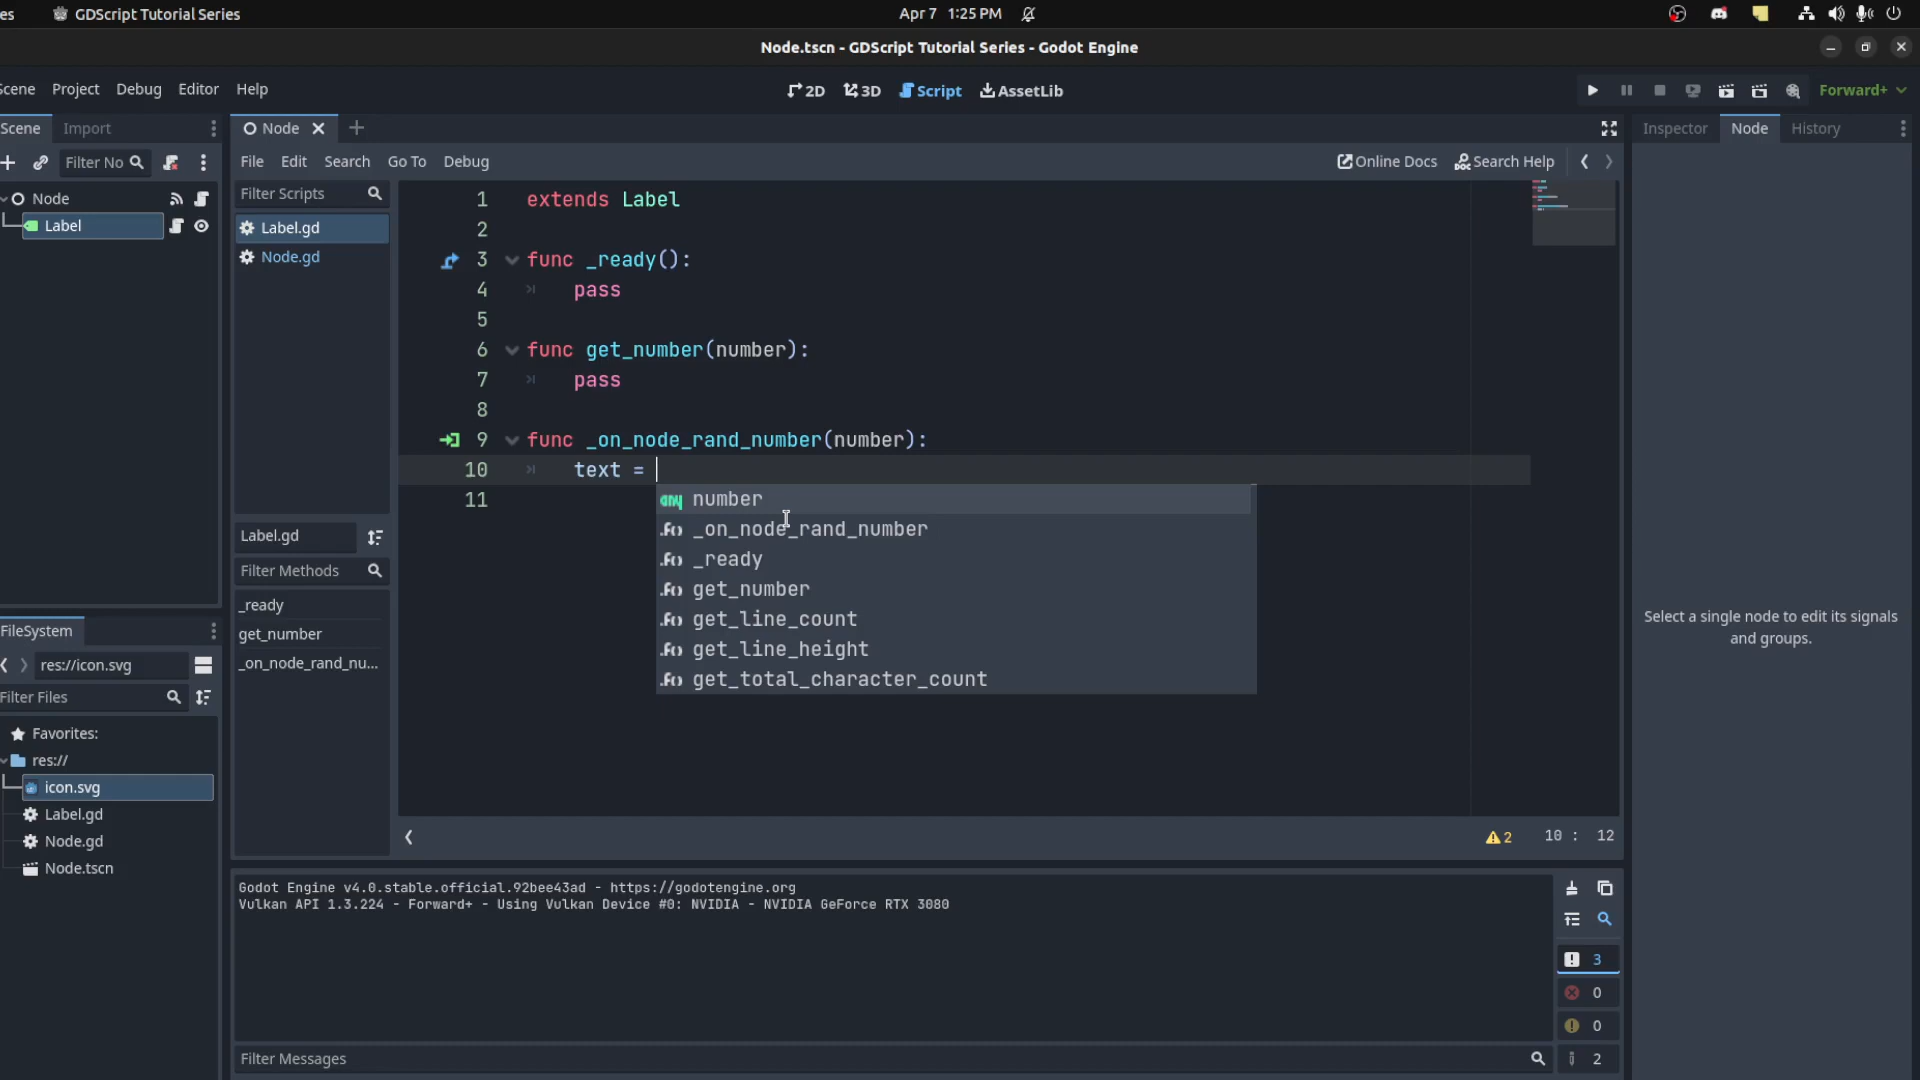 es
GDScript Tutorial Series
Apr 7 1:25 PM
Node.tscn - GDScript Tutorial Series - Godot Engine
Scene Project Debug Editor Help
2D 3D Script AssetLib
Forward+
Scene Import
Node
Inspector Node History
Filter No
File Edit Search Go To Debug
Online Docs Search Help
Node
Label
Filter Scripts
Label.gd
Node.gd
1 extends Label
2
3 func _ready():
4 pass
5
6 func get_number(number):
7 pass
8
9 func _on_node_rand_number(number):
10 text =
11
any number
.f() _on_node_rand_number
.f() _ready
.f() get_number
.f() get_line_count
.f() get_line_height
.f() get_total_character_count
Label.gd
Filter Methods
_ready
get_number
_on_node_rand_nu...
Select a single node to edit its signals
and groups.
FileSystem
res://icon.svg
Filter Files
Favorites:
res://
icon.svg
Label.gd
Node.gd
Node.tscn
2 10 : 12
Godot Engine v4.0.stable.official.92bee43ad - https://godotengine.org
Vulkan API 1.3.224 - Forward+ - Using Vulkan Device #0: NVIDIA - NVIDIA GeForce RTX 3080
3
0
0
2
Filter Messages